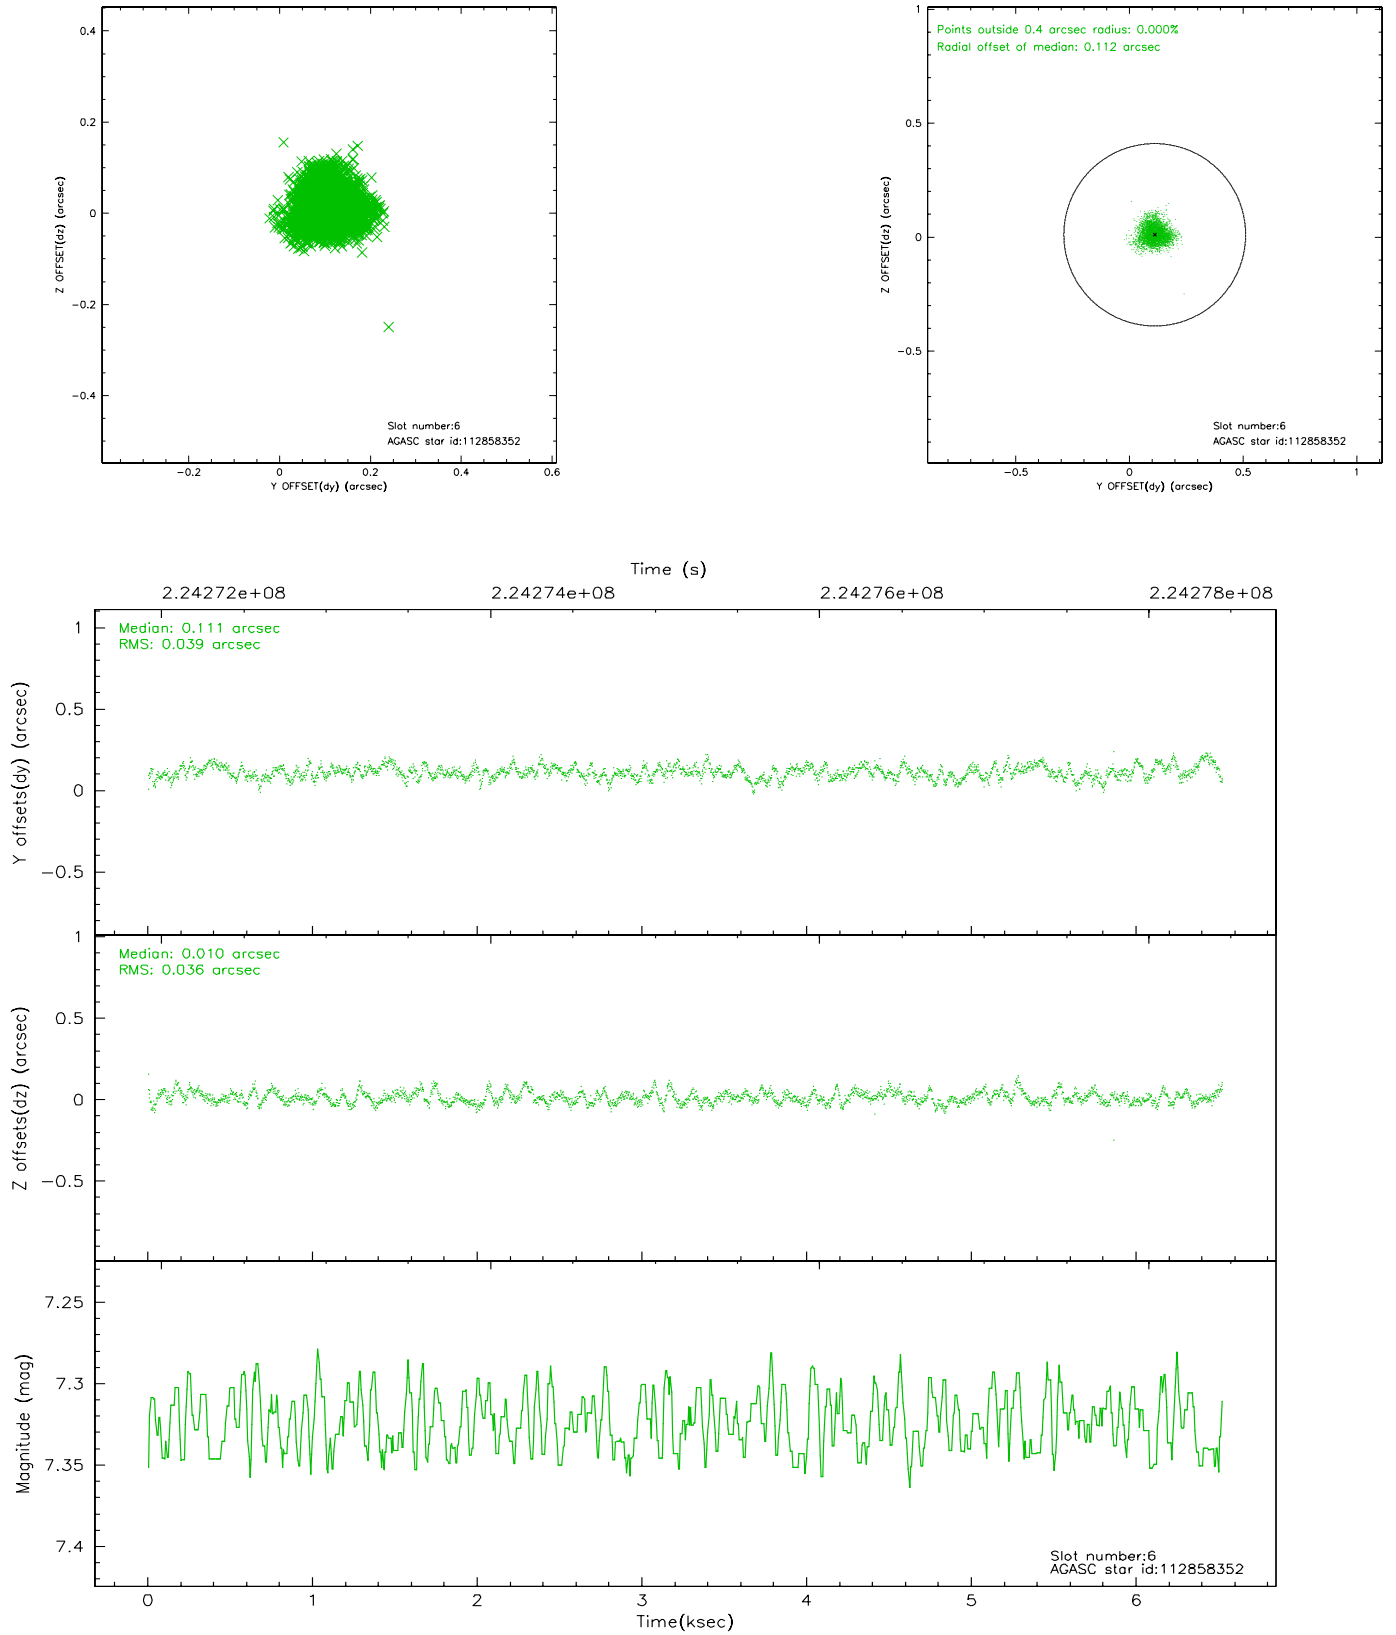 0.4
0.2
0
−0.2
−0.4
Z OFFSET(dz) (arcsec)
Slot number:6
AGASC star id:112858352
−0.2
0
0.2
0.4
0.6
Y OFFSET(dy) (arcsec)
1
0.5
0
−0.5
Z OFFSET(dz) (arcsec)
Points outside 0.4 arcsec radius: 0.000%
Radial offset of median: 0.112 arcsec
Slot number:6
AGASC star id:112858352
−0.5
0
0.5
1
Y OFFSET(dy) (arcsec)
Time (s)
2.24272e+08
2.24274e+08
2.24276e+08
2.24278e+08
Median: 0.111 arcsec
RMS: 0.039 arcsec
1
0.5
0
−0.5
Y offsets(dy) (arcsec)
Median: 0.010 arcsec
RMS: 0.036 arcsec
1
0.5
0
−0.5
Z offsets(dz) (arcsec)
7.25
7.3
7.35
7.4
Magnitude (mag)
Slot number:6
AGASC star id:112858352
0
1
2
3
4
5
6
Time(ksec)